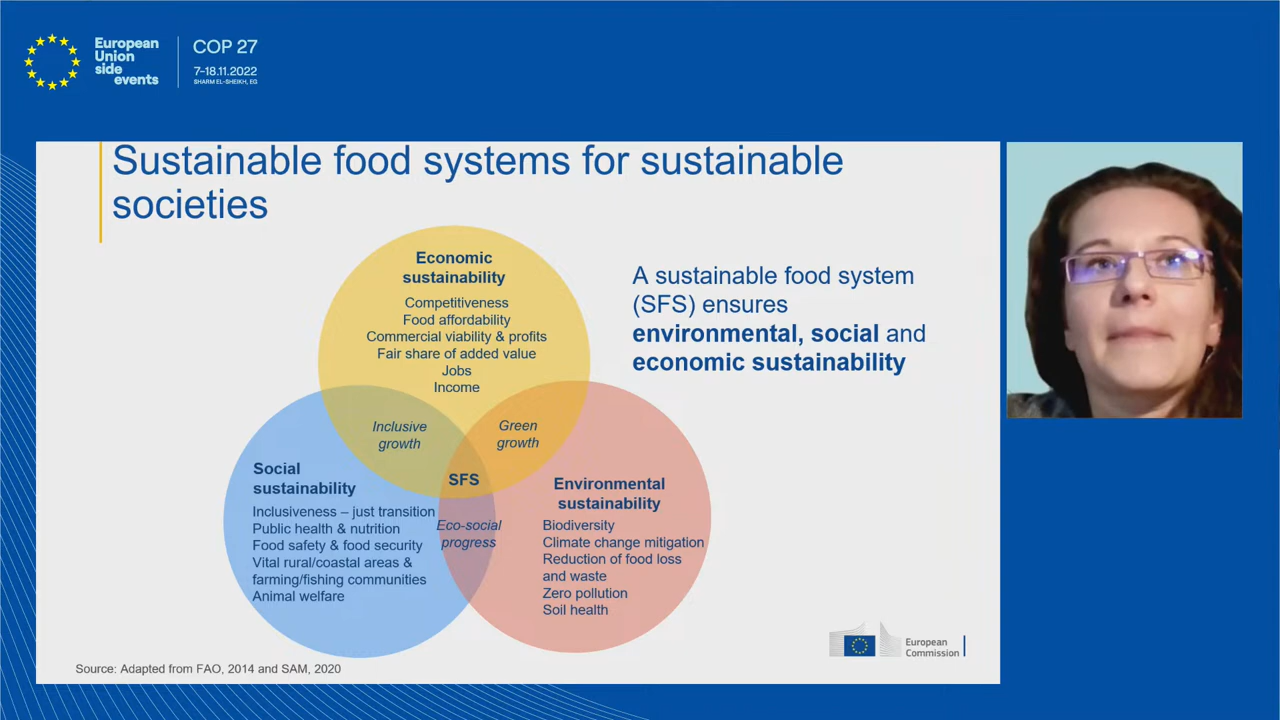 European
Union
side
events
COP 27
7-18.11.2022
SHARM EL-SHEIKH, EG
Sustainable food systems for sustainable
societies
Economic
sustainability
Competitiveness
Food affordability
Commercial viability & profits
Fair share of added value
Jobs
Income
A sustainable food system
(SFS) ensures
environmental, social and
economic sustainability
Inclusive
growth
Green
growth
SFS
Social
sustainability
Inclusiveness – just transition
Public health & nutrition
Food safety & food security
Vital rural/coastal areas &
farming/fishing communities
Animal welfare
Eco-social
progress
Environmental
sustainability
Biodiversity
Climate change mitigation
Reduction of food loss
and waste
Zero pollution
Soil health
European
Commission
Source: Adapted from FAO, 2014 and SAM, 2020